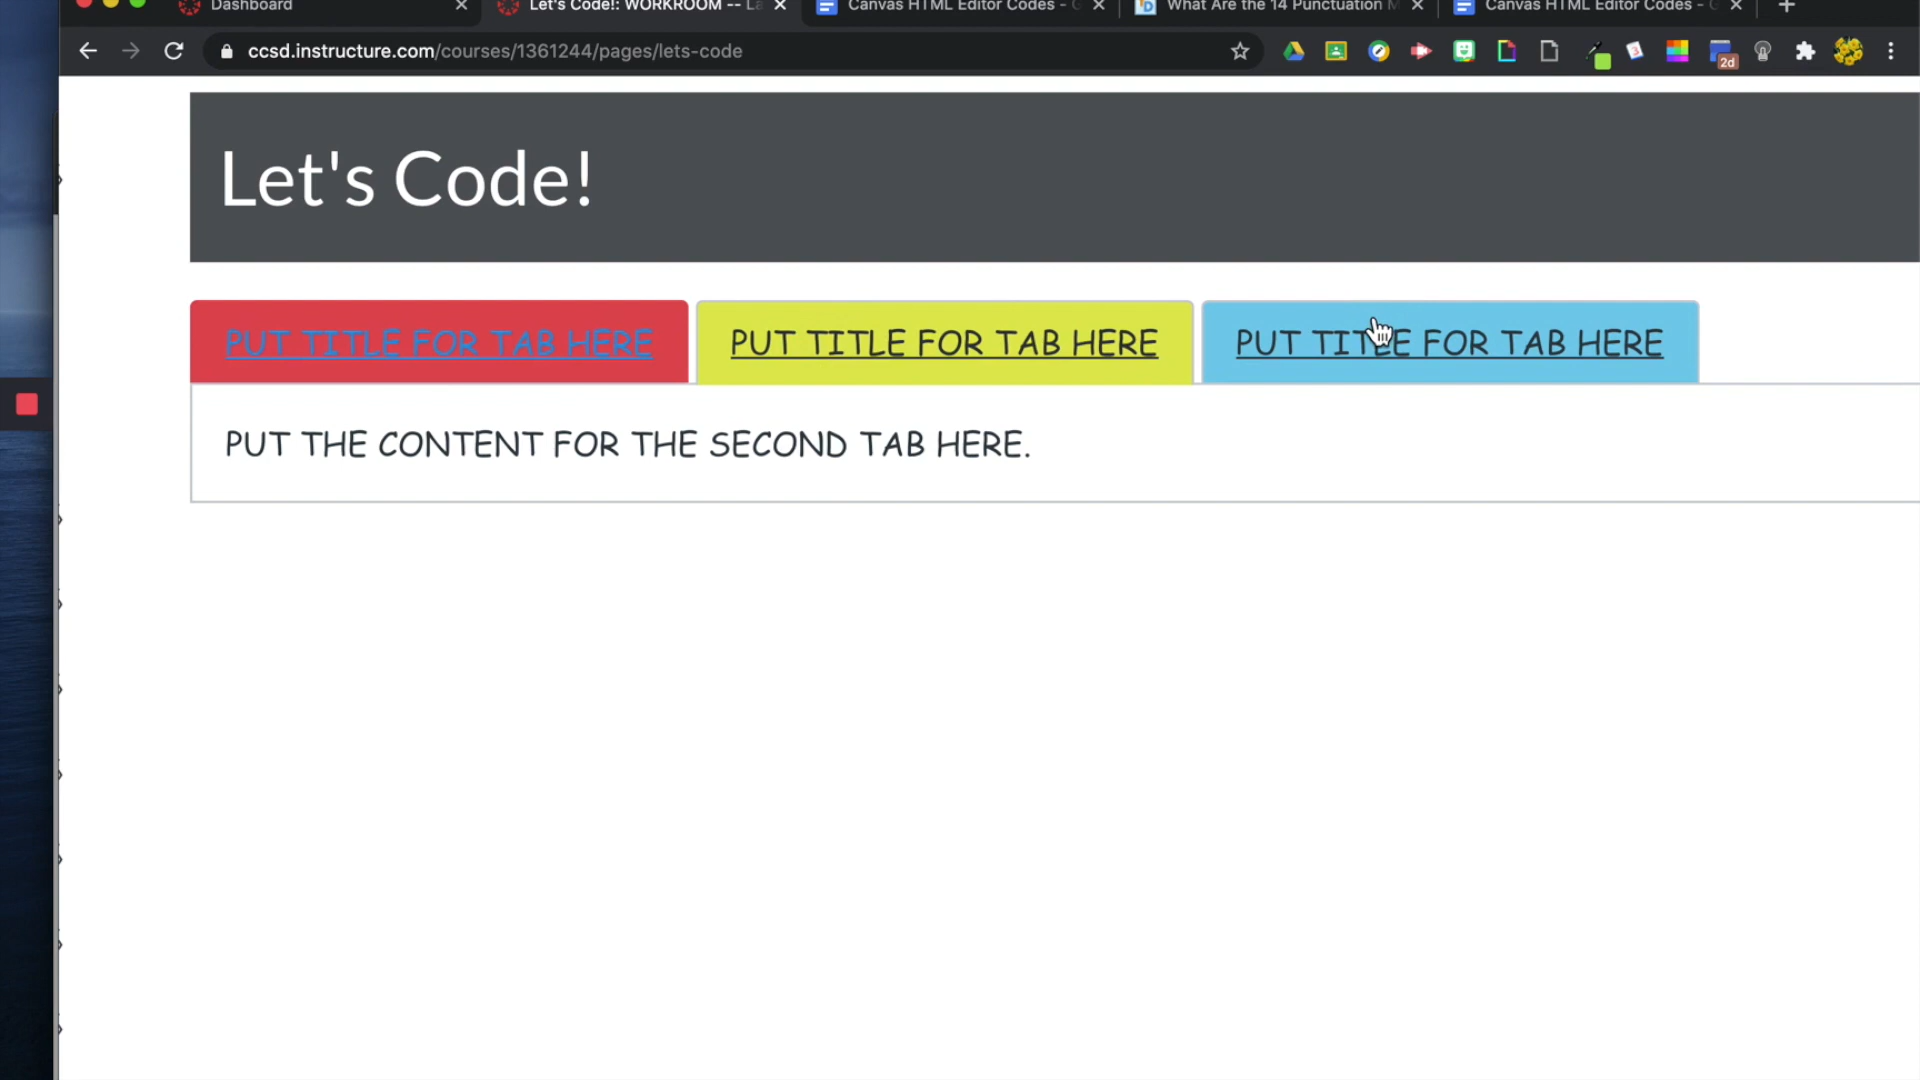 Dashboard
Let's Code!: WORKROOM -- La
Canvas HTML Editor Codes - G
What Are the 14 Punctuation M
Canvas HTML Editor Codes - G
ccsd.instructure.com/courses/1361244/pages/lets-code
2d
Let's Code!
PUT TITLE FOR TAB HERE
PUT TITLE FOR TAB HERE
PUT TITLE FOR TAB HERE
PUT THE CONTENT FOR THE SECOND TAB HERE.